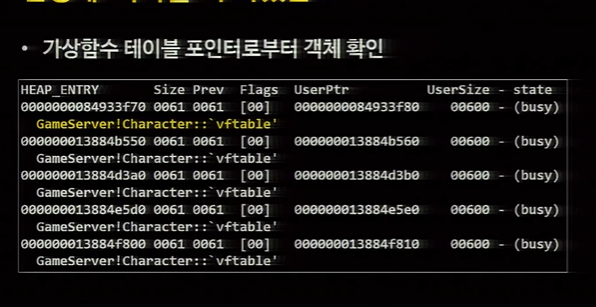 • 가상함수 테이블 포인터로부터 객체 확인
HEAP_ENTRY Size Prev Flags UserPtr UserSize - state
0000000084933f70 0061 0061 [00] 0000000084933f80 00600 - (busy)
GameServer!Character::`vftable'
000000013884b550 0061 0061 [00] 000000013884b560 00600 - (busy)
GameServer!Character::`vftable'
000000013884d3a0 0061 0061 [00] 000000013884d3b0 00600 - (busy)
GameServer!Character::`vftable'
000000013884e5d0 0061 0061 [00] 000000013884e5e0 00600 - (busy)
GameServer!Character::`vftable'
000000013884f800 0061 0061 [00] 000000013884f810 00600 - (busy)
GameServer!Character::`vftable'